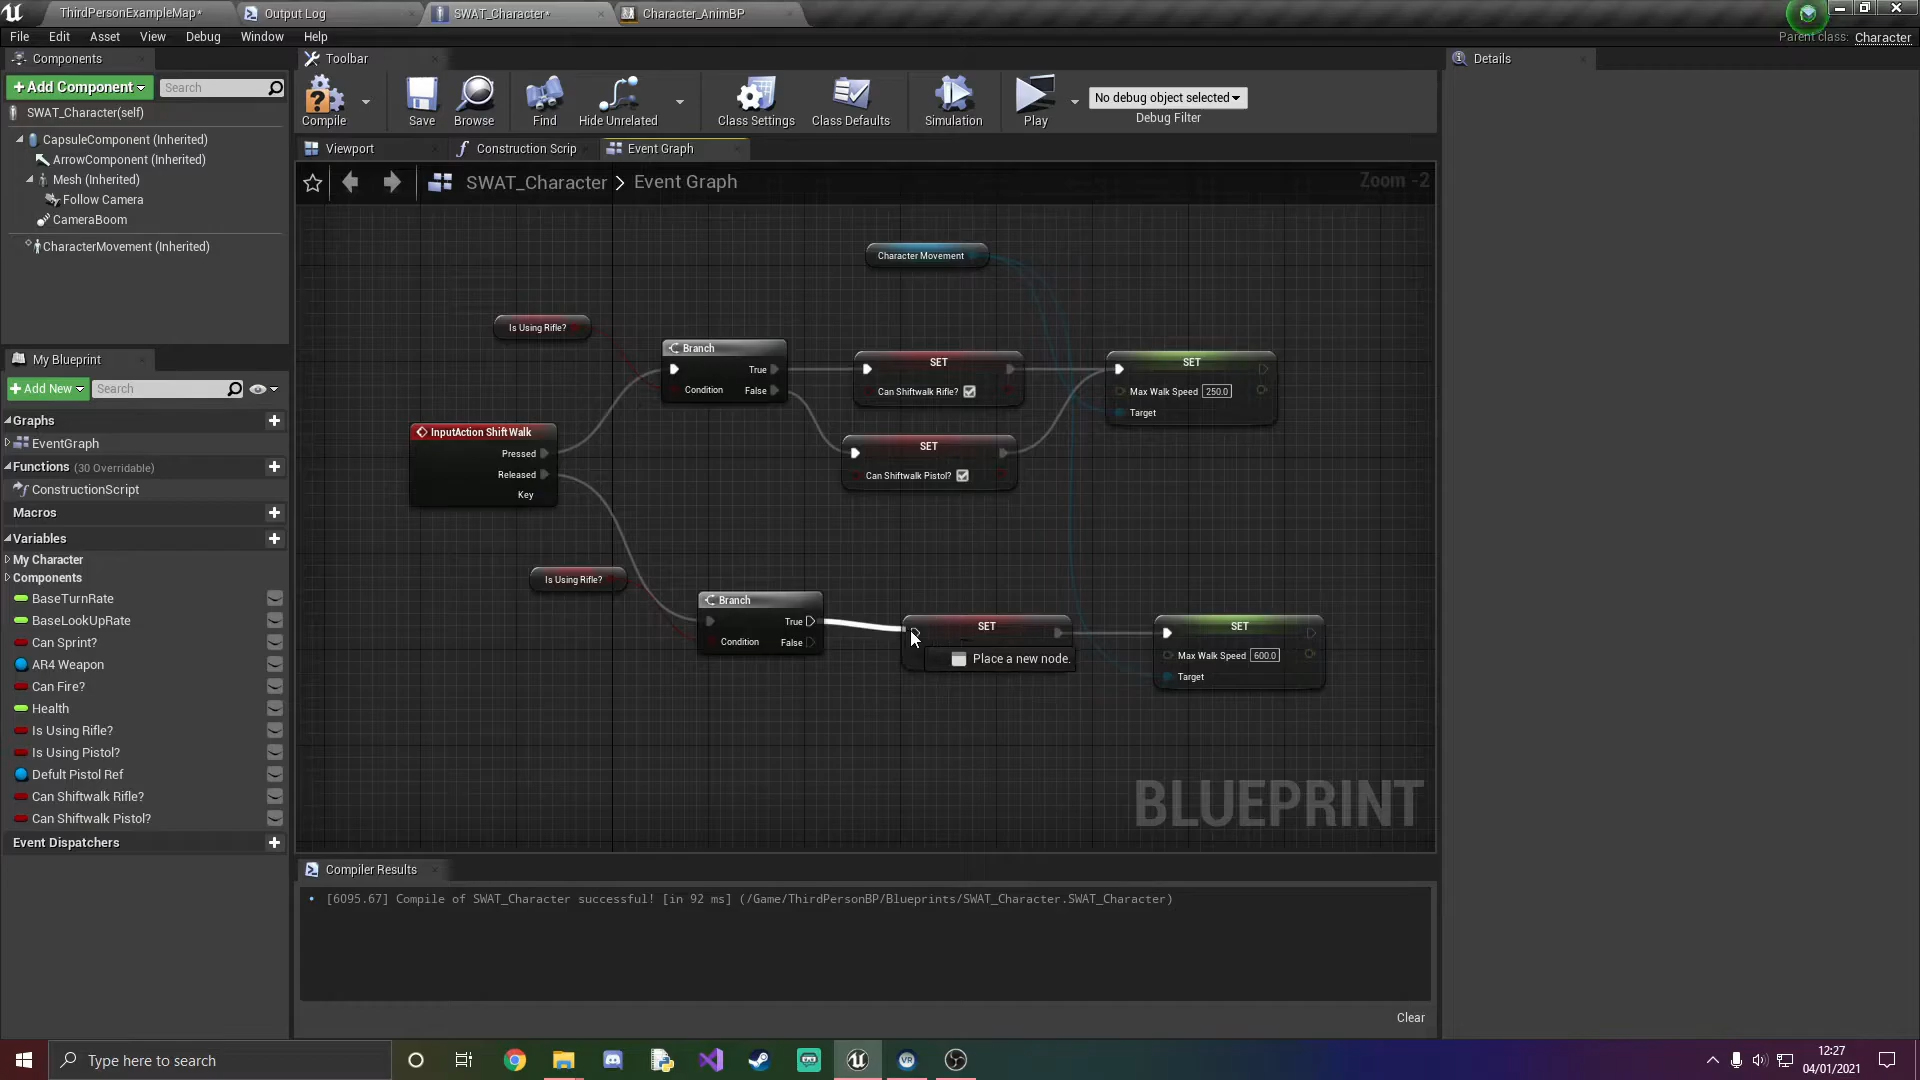 ThirdPersonExampleMap*
Output Log
SWAT_Character*
Character_AnimBP
File Edit Asset View Debug Window Help
Parent class: Character
Components
+Add Component
Search
SWAT_Character(self)
CapsuleComponent (Inherited)
ArrowComponent (Inherited)
Mesh (Inherited)
Follow Camera
CameraBoom
CharacterMovement (Inherited)
My Blueprint
+Add New
Search
Graphs
EventGraph
Functions (30 Overridable)
ConstructionScript
Macros
Variables
My Character
Components
BaseTurnRate
BaseLookUpRate
Can Sprint?
AR4 Weapon
Can Fire?
Health
Is Using Rifle?
Is Using Pistol?
Defult Pistol Ref
Can Shiftwalk Rifle?
Can Shiftwalk Pistol?
Event Dispatchers
Toolbar
Compile
Save
Browse
Find
Hide Unrelated
Class Settings
Class Defaults
Simulation
Play
No debug object selected
Debug Filter
Viewport
Construction Scrip
Event Graph
SWAT_Character > Event Graph
Zoom -2
Character Movement
Is Using Rifle?
Branch
True
Condition False
SET
Can Shiftwalk Rifle?
SET
Max Walk Speed 250.0
Target
InputAction ShiftWalk
Pressed
Released
Key
SET
Can Shiftwalk Pistol?
Is Using Rifle?
Branch
True
Condition False
SET
Place a new node.
SET
Max Walk Speed 600.0
Target
BLUEPRINT
Compiler Results
[6095.67] Compile of SWAT_Character successful! [in 92 ms] (/Game/ThirdPersonBP/Blueprints/SWAT_Character.SWAT_Character)
Clear
Details
Type here to search
12:27
04/01/2021